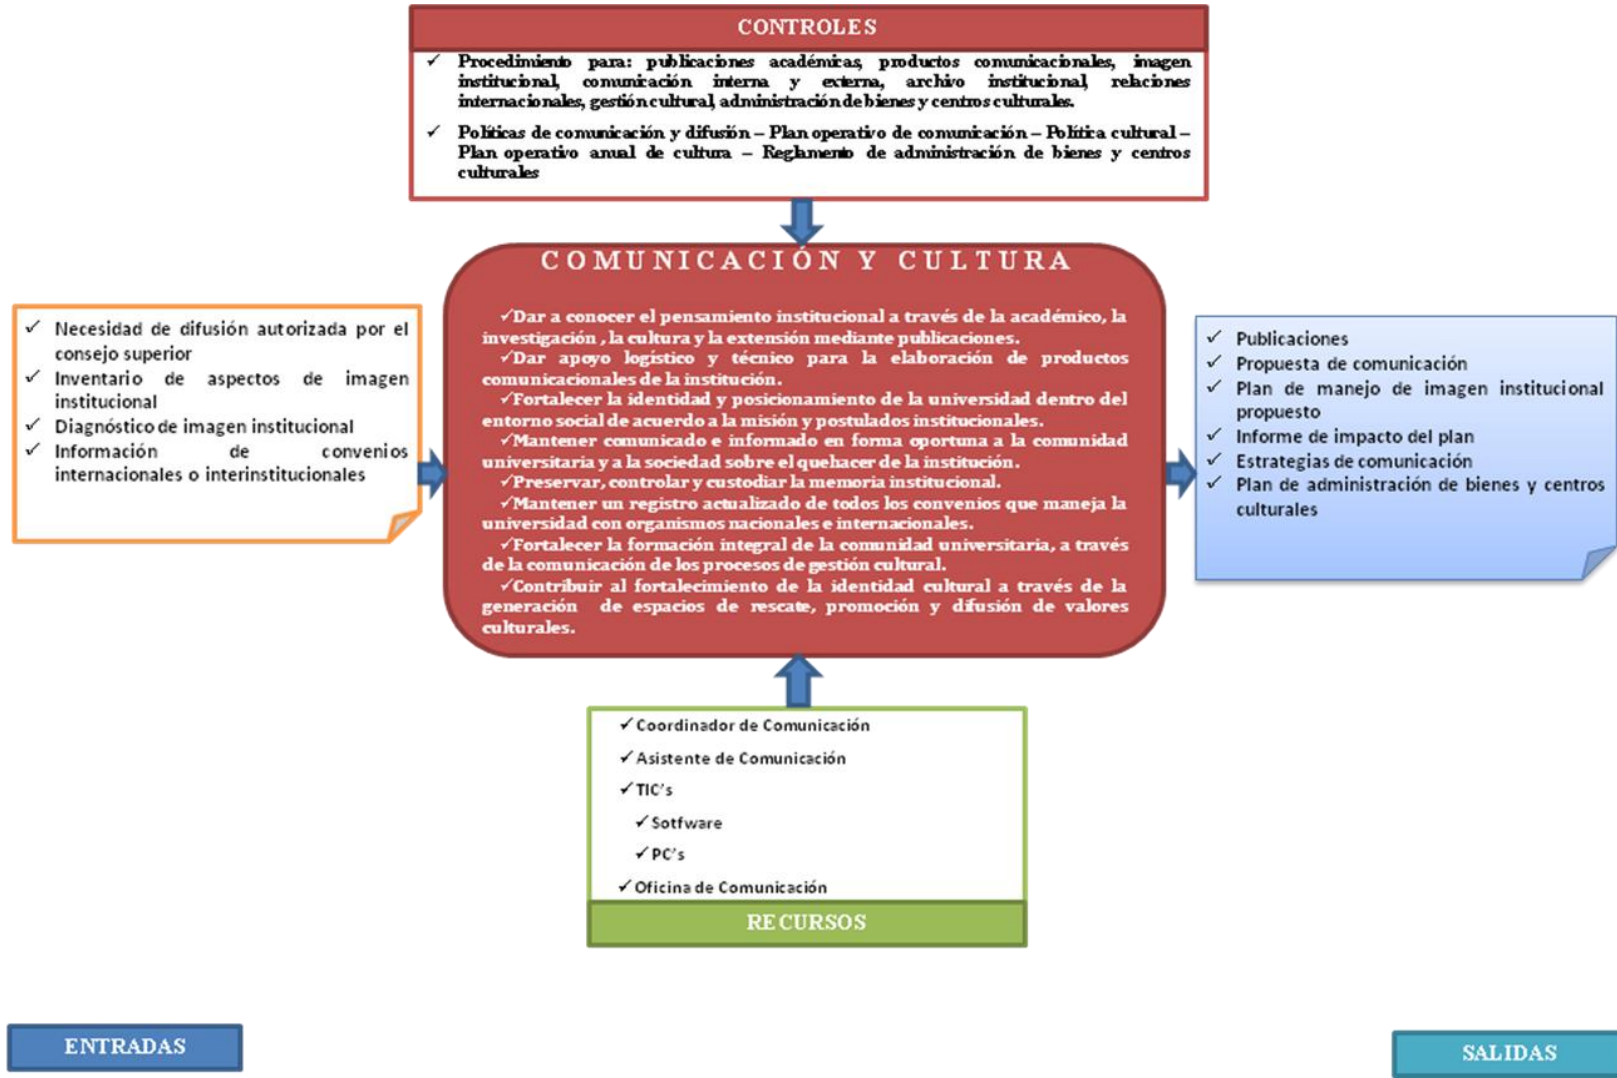 CONTROLES
✓ Procedimiento para: publicaciones académicas, productos comunicacionales, imagen
institucional, comunicación interna y externa, archivo institucional, relaciones
internacionales, gestión cultural, administración de bienes y centros culturales.
✓ Políticas de comunicación y difusión – Plan operativo de comunicación – Política cultural –
Plan operativo anual de cultura – Reglamento de administración de bienes y centros
culturales
COMUNICACIÓN Y CULTURA
✓Dar a conocer el pensamiento institucional a través de la académico, la
investigación , la cultura y la extensión mediante publicaciones.
✓Dar apoyo logístico y técnico para la elaboración de productos
comunicacionales de la institución.
✓Fortalecer la identidad y posicionamiento de la universidad dentro del
entorno social de acuerdo a la misión y postulados institucionales.
✓Mantener comunicado e informado en forma oportuna a la comunidad
universitaria y a la sociedad sobre el quehacer de la institución.
✓Preservar, controlar y custodiar la memoria institucional.
✓Mantener un registro actualizado de todos los convenios que maneja la
universidad con organismos nacionales e internacionales.
✓Fortalecer la formación integral de la comunidad universitaria, a través
de la comunicación de los procesos de gestión cultural.
✓Contribuir al fortalecimiento de la identidad cultural a través de la
generación de espacios de rescate, promoción y difusión de valores
culturales.
✓ Necesidad de difusión autorizada por el
consejo superior
✓ Inventario de aspectos de imagen
institucional
✓ Diagnóstico de imagen institucional
✓ Información de convenios
internacionales o interinstitucionales
✓ Publicaciones
✓ Propuesta de comunicación
✓ Plan de manejo de imagen institucional
propuesto
✓ Informe de impacto del plan
✓ Estrategias de comunicación
✓ Plan de administración de bienes y centros
culturales
✓ Coordinador de Comunicación
✓ Asistente de Comunicación
✓ TIC's
✓ Sotfware
✓ PC's
✓ Oficina de Comunicación
RECURSOS
ENTRADAS
SALIDAS